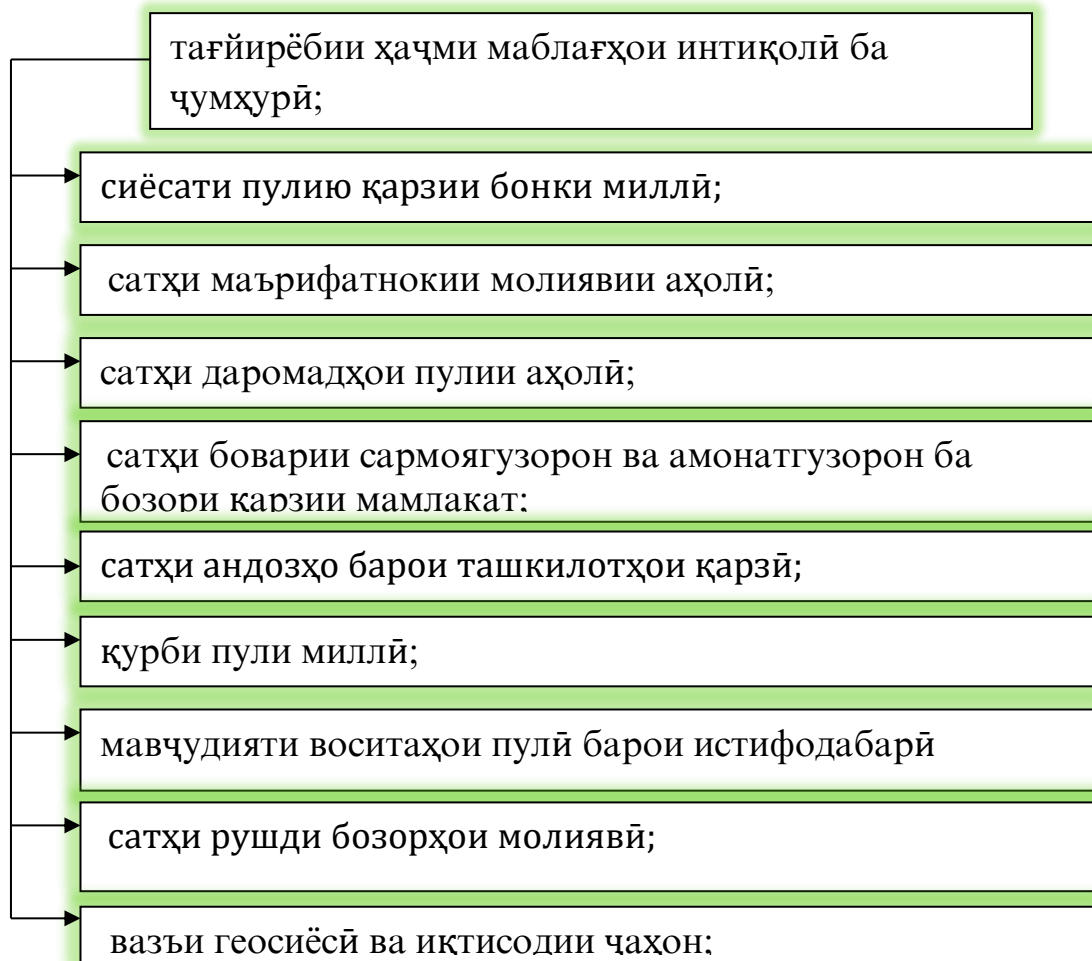 тағйирёбии ҳаҷми маблағҳои интиқолӣ ба
ҷумҳурӣ;
сиёсати пулию қарзии бонки миллӣ;
сатҳи маърифатнокии молиявии аҳолӣ;
сатҳи даромадҳои пулии аҳолӣ;
сатҳи боварии сармоягузорон ва амонатгузорон ба
бозори қарзии мамлакат;
сатҳи андозҳо барои ташкилотҳои қарзӣ;
қурби пули миллӣ;
мавҷудияти воситаҳои пулӣ барои истифодабарӣ
сатҳи рушди бозорҳои молиявӣ;
вазъи геосиёсӣ ва иқтисодии ҷаҳон;